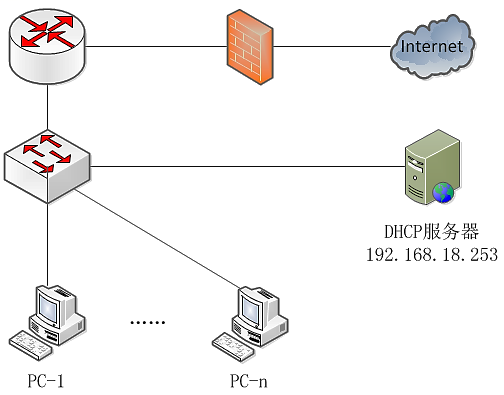 Internet
DHCP服务器
192.168.18.253
......
PC-1
PC-n